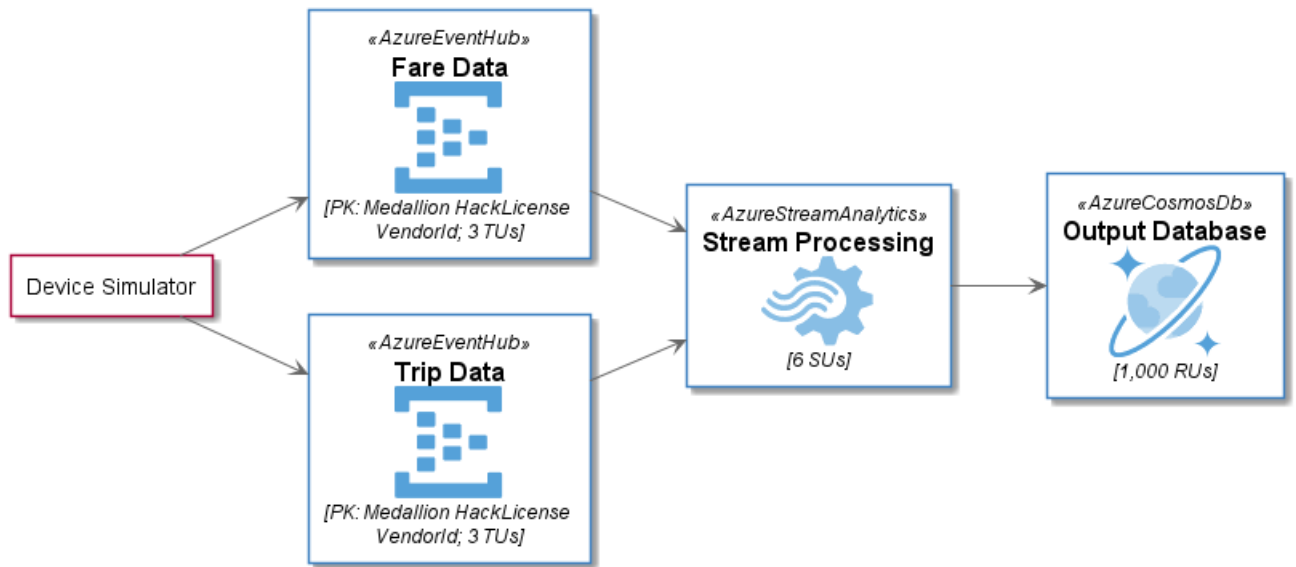 Device Simulator
«AzureEventHub»
Fare Data
[PK: Medallion HackLicense
VendorId; 3 TUs]
«AzureEventHub»
Trip Data
[PK: Medallion HackLicense
VendorId; 3 TUs]
«AzureStreamAnalytics»
Stream Processing
[6 SUs]
«AzureCosmosDb»
Output Database
[1,000 RUs]